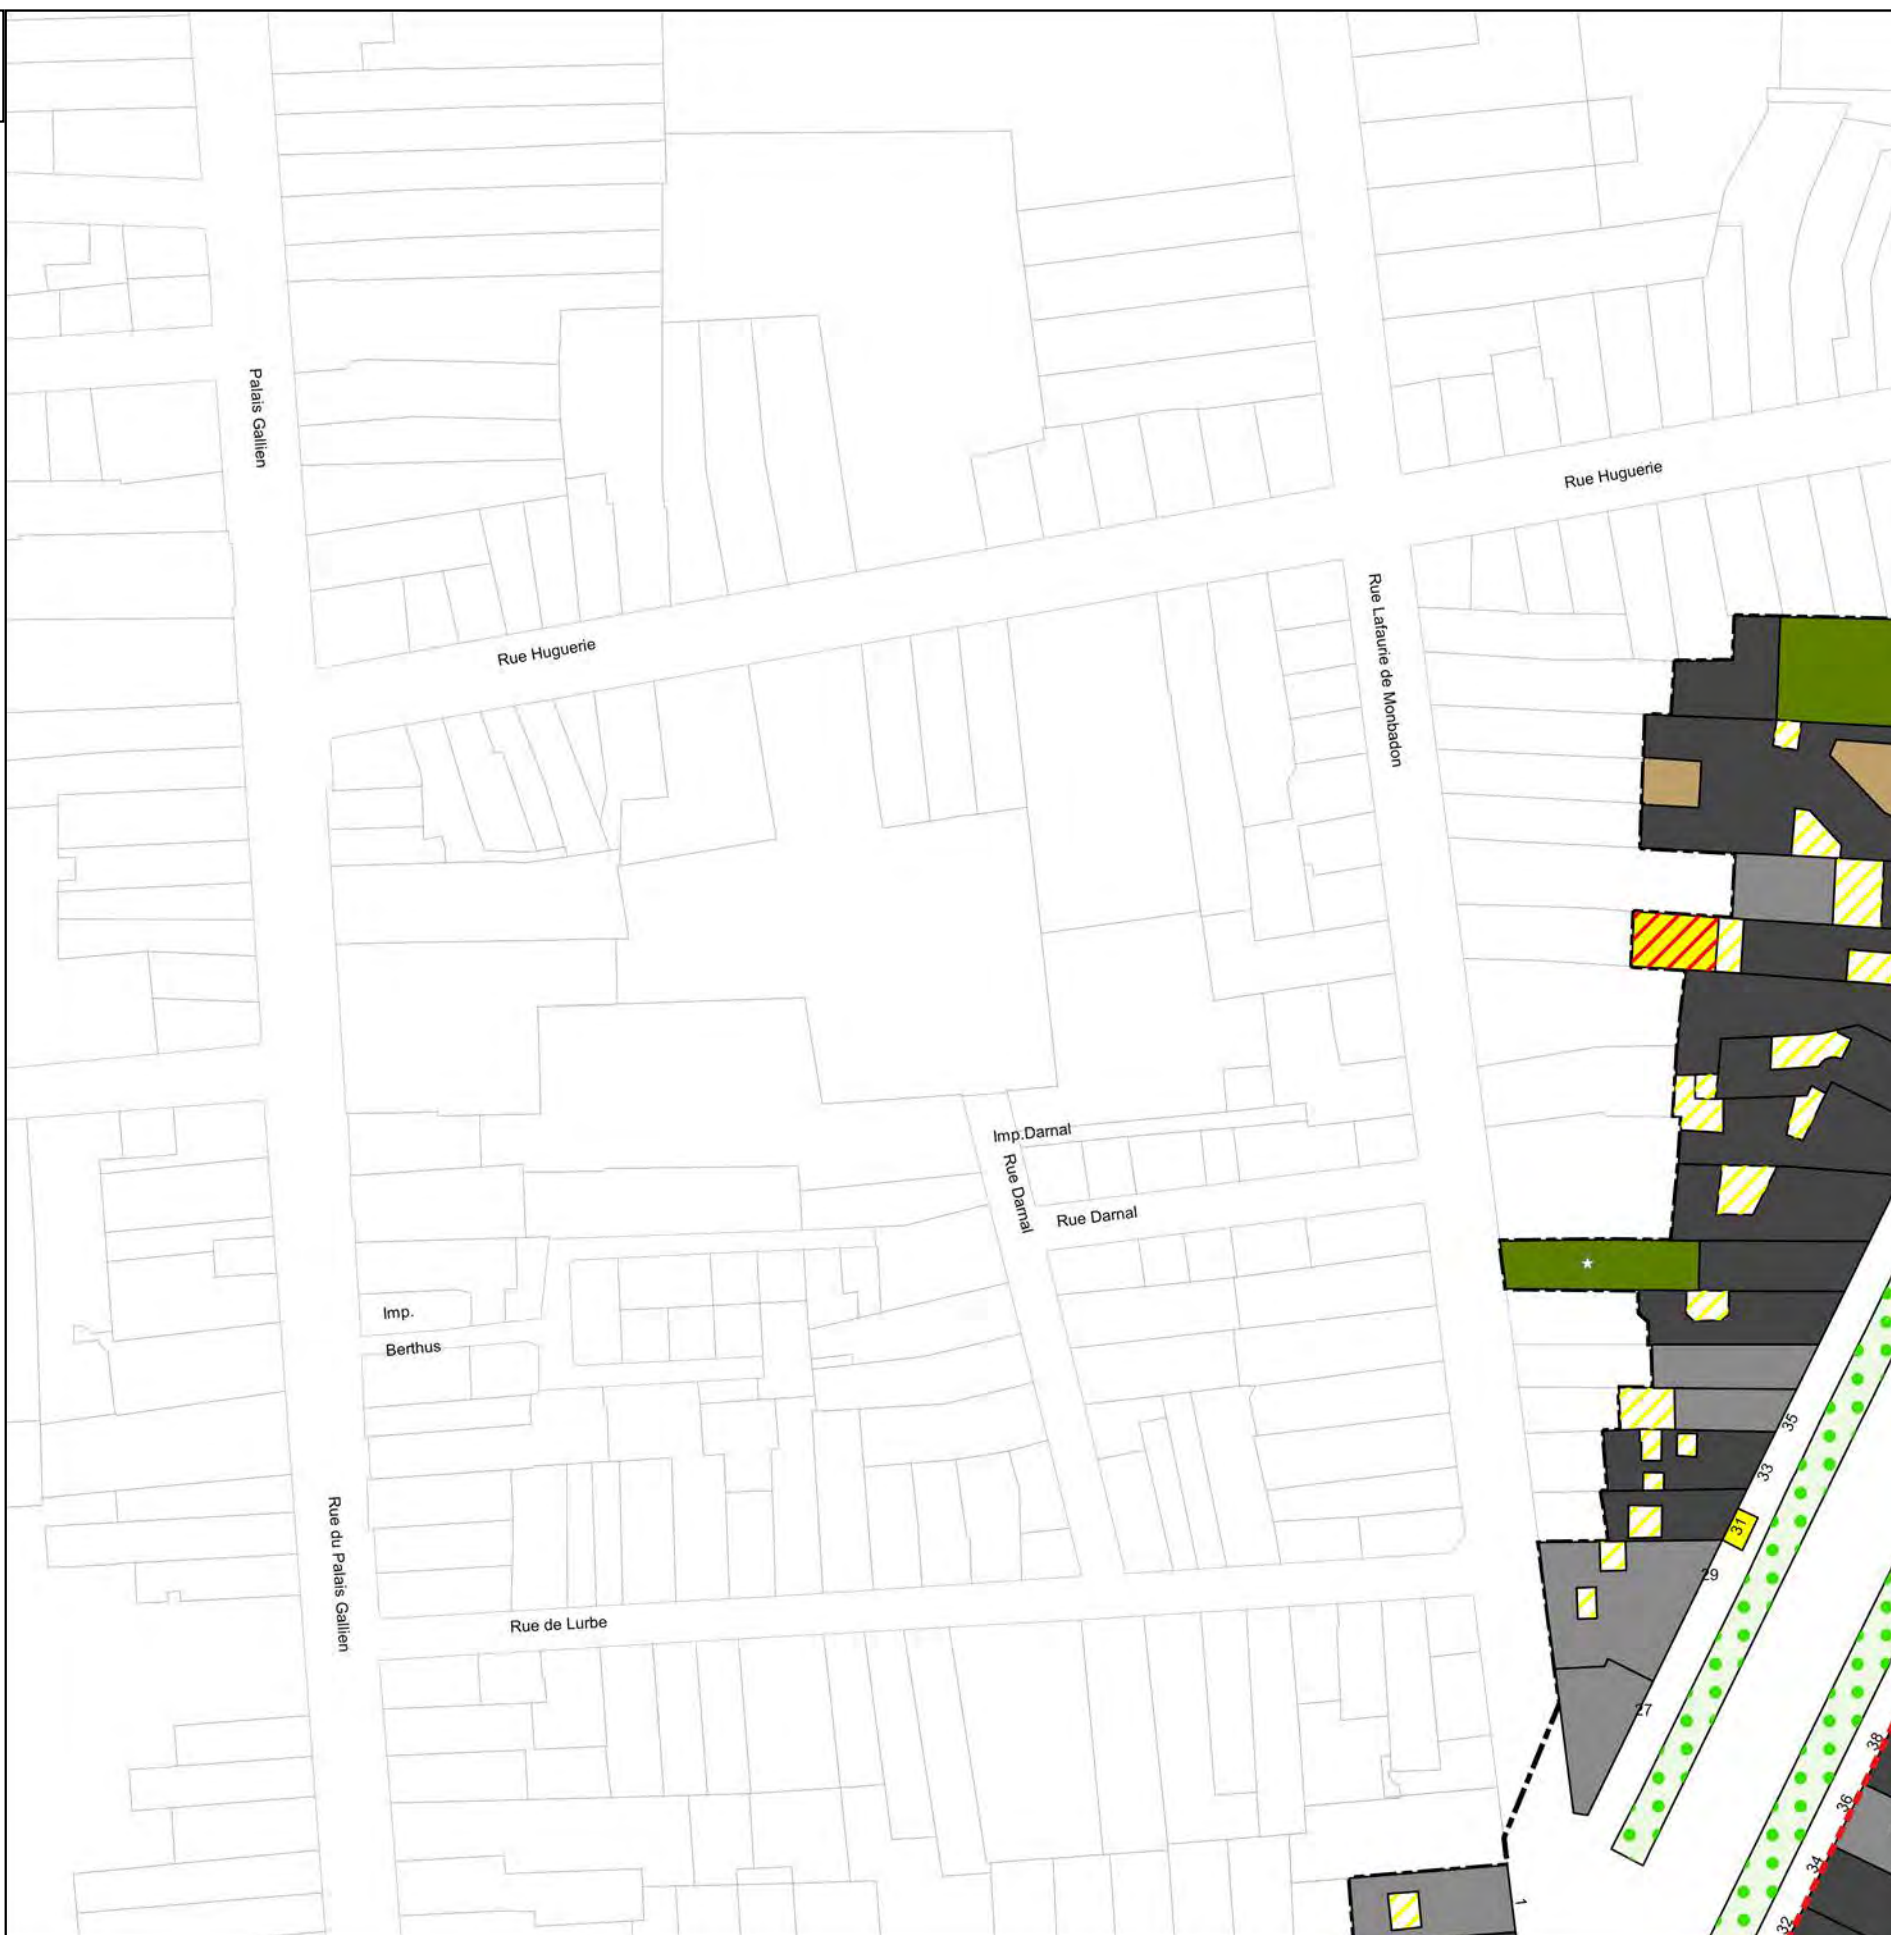 Palais Gallien
Rue Huguerie
Rue Lafaurie de Monbadon
Rue Huguerie
Imp.Darnal
Rue Darnal
Rue Darnal
Imp.
Berthus
35
33
31
29
Rue du Palais Gallien
Rue de Lurbe
27
38
36
34
1
32